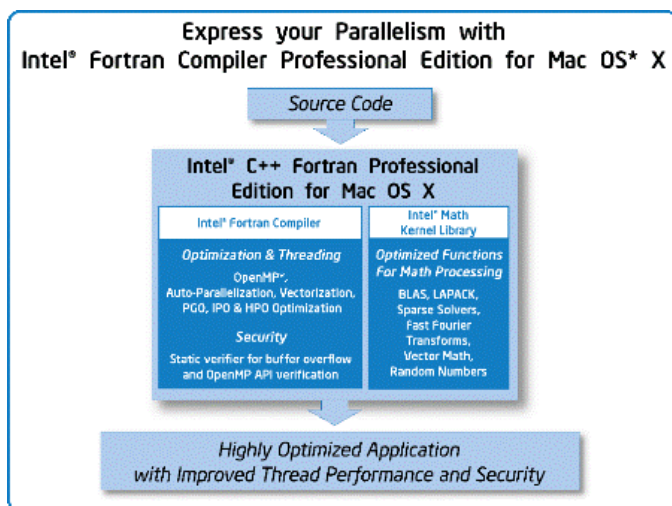 Express your Parallelism with
Intel® Fortran Compiler Professional Edition for Mac OS* X
Source Code
Intel® C++ Fortran Professional
Edition for Mac OS X
Intel® Fortran Compiler
Optimization & Threading
OpenMP*,
Auto-Parallelization, Vectorization,
PGO, IPO & HPO Optimization
Security
Static verifier for buffer overflow
and OpenMP API verification
Intel® Math
Kernel Library
Optimized Functions
For Math Processing
BLAS, LAPACK,
Sparse Solvers,
Fast Fourier
Transforms,
Vector Math,
Random Numbers
Highly Optimized Application
with Improved Thread Performance and Security